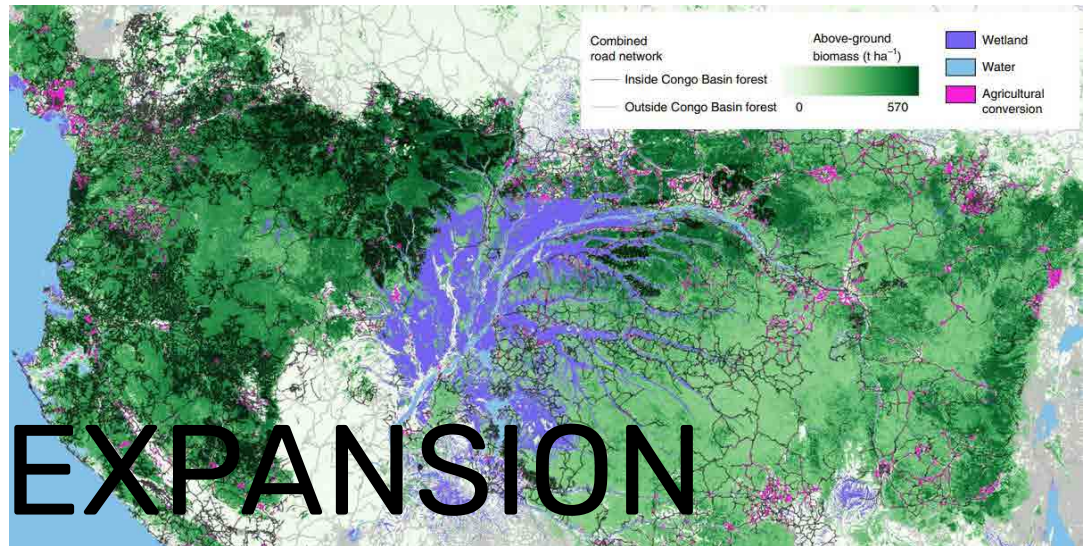 Combined
road network
Inside Congo Basin forest
Outside Congo Basin forest
Above-ground
biomass (t ha⁻¹)
0 570
Wetland
Water
Agricultural
conversion
EXPANSION